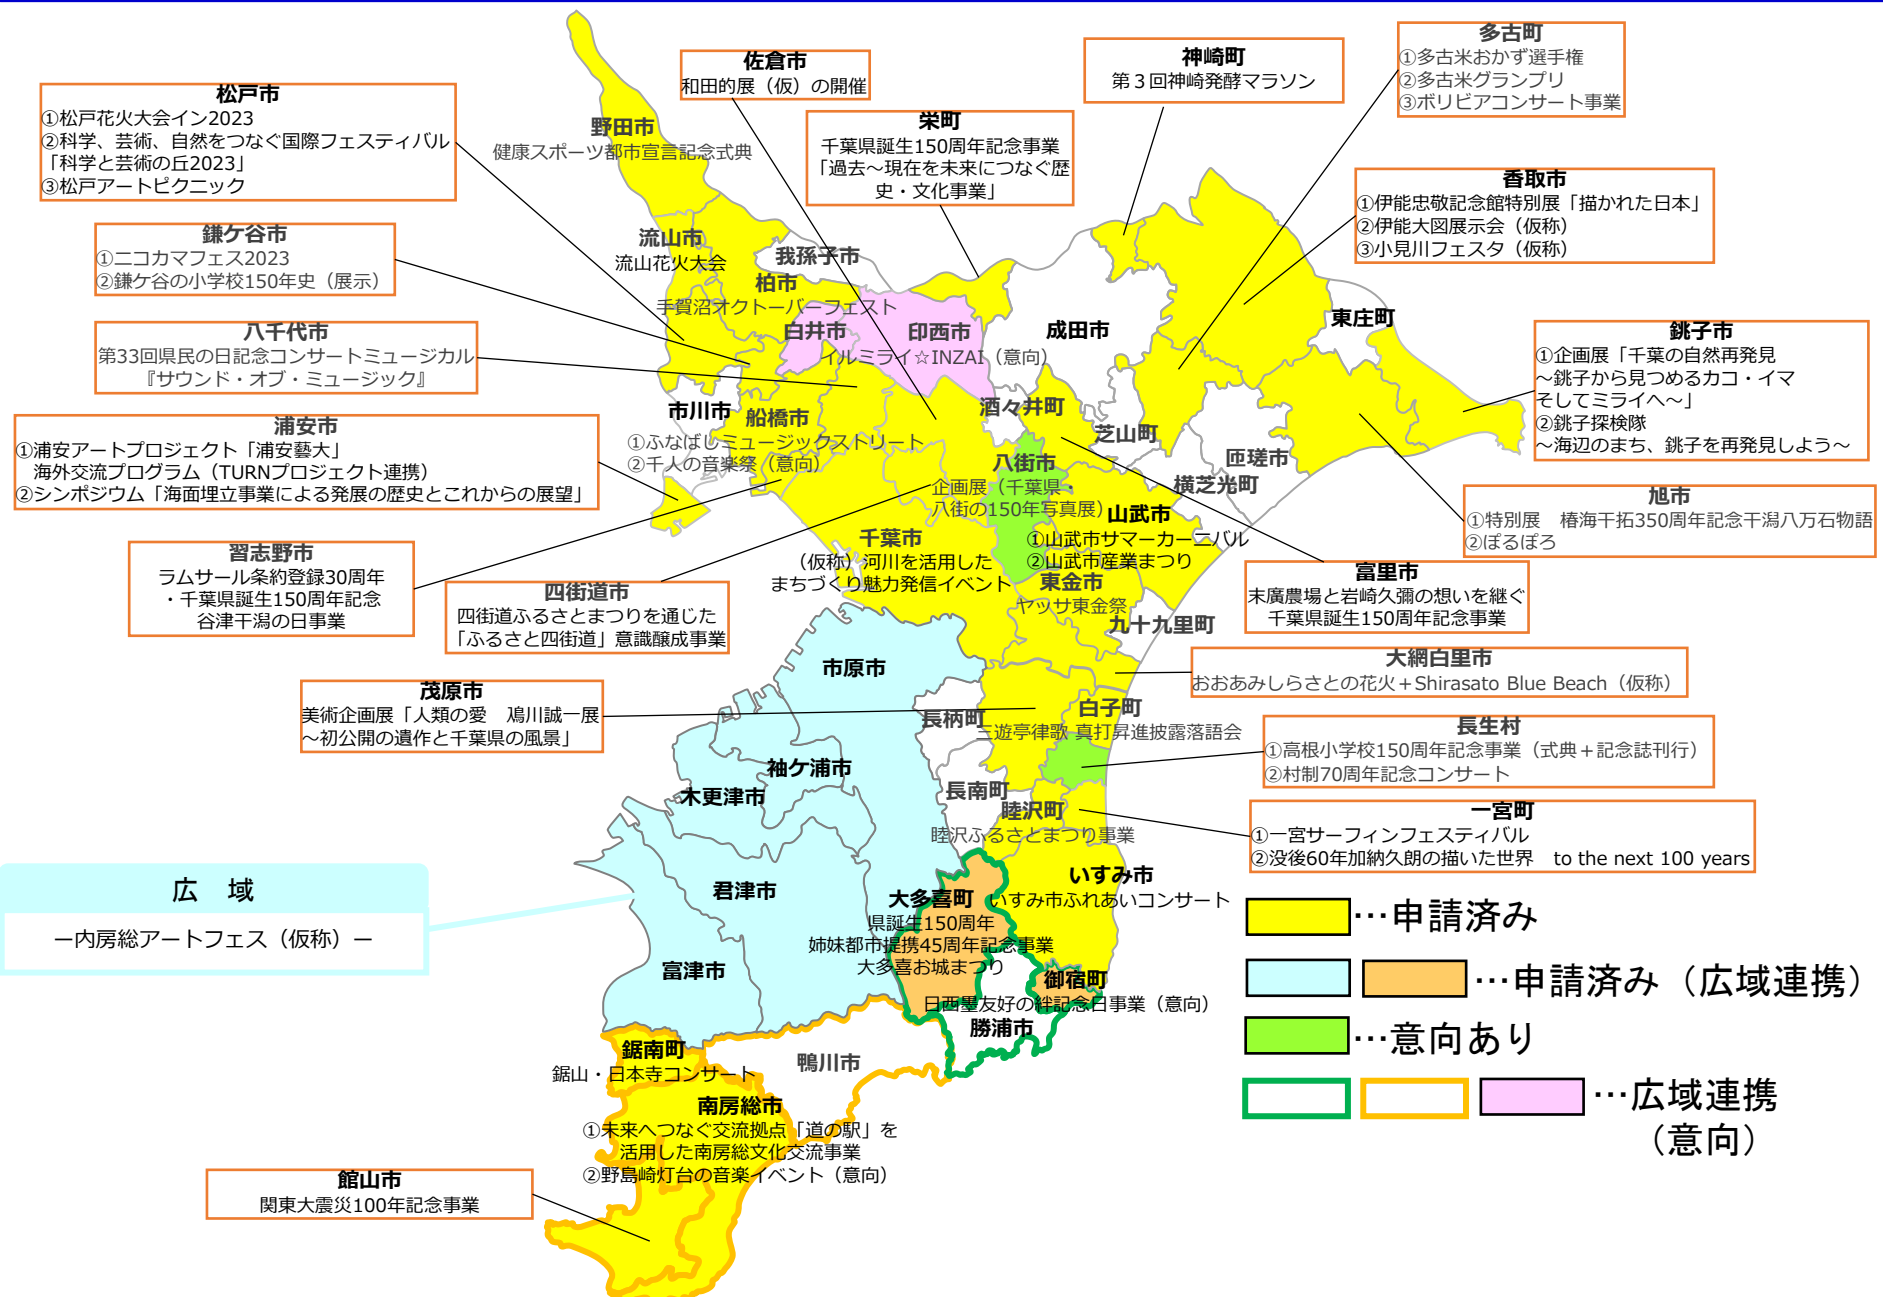 松戸市
①松戸花火大会イン2023
②科学、芸術、自然をつなぐ国際フェスティバル
「科学と芸術の丘2023」
③松戸アートピクニック
鎌ケ谷市
①ニコカマフェス2023
②鎌ケ谷の小学校150年史（展示）
八千代市
第33回県民の日記念コンサートミュージカル
『サウンド・オブ・ミュージック』
浦安市
①浦安アートプロジェクト「浦安藝大」
海外交流プログラム（TURNプロジェクト連携）
②シンポジウム「海面埋立事業による発展の歴史とこれからの展望」
習志野市
ラムサール条約登録30周年
・千葉県誕生150周年記念
谷津干潟の日事業
四街道市
四街道ふるさとまつりを通じた
「ふるさと四街道」意識醸成事業
茂原市
美術企画展「人類の愛　鳰川誠一展
～初公開の遺作と千葉県の風景」
広　域
ー内房総アートフェス（仮称）ー
館山市
関東大震災100年記念事業
佐倉市
和田的展（仮）の開催
栄町
千葉県誕生150周年記念事業
「過去～現在を未来につなぐ歴
史・文化事業」
神崎町
第３回神崎発酵マラソン
多古町
①多古米おかず選手権
②多古米グランプリ
③ボリビアコンサート事業
香取市
①伊能忠敬記念館特別展「描かれた日本」
②伊能大図展示会（仮称）
③小見川フェスタ（仮称）
銚子市
①企画展「千葉の自然再発見
～銚子から見つめるカコ・イマ
そしてミライへ～」
②銚子探検隊
～海辺のまち、銚子を再発見しよう～
旭市
①特別展　椿海干拓350周年記念干潟八万石物語
②ぽるぽろ
富里市
末廣農場と岩崎久彌の想いを継ぐ
千葉県誕生150周年記念事業
大網白里市
おおあみしらさとの花火＋Shirasato Blue Beach（仮称）
長生村
①高根小学校150周年記念事業（式典＋記念誌刊行）
②村制70周年記念コンサート
一宮町
①一宮サーフィンフェスティバル
②没後60年加納久朗の描いた世界　to the next 100 years
野田市
健康スポーツ都市宣言記念式典
流山市
流山花火大会
我孫子市
柏市
手賀沼オクトーバーフェスト
白井市
印西市
イルミライ☆INZAI（意向）
成田市
東庄町
市川市
船橋市
①ふなばしミュージックストリート
②千人の音楽祭（意向）
酒々井町
芝山町
匝瑳市
横芝光町
八街市
企画展（千葉県・
八街の150年写真展）
山武市
①山武市サマーカーニバル
②山武市産業まつり
千葉市
（仮称）河川を活用した
まちづくり魅力発信イベント
東金市
ヤッサ東金祭
九十九里町
市原市
長柄町
白子町
三遊亭律歌 真打昇進披露落語会
袖ケ浦市
木更津市
長南町
睦沢町
睦沢ふるさとまつり事業
君津市
富津市
大多喜町
県誕生150周年
姉妹都市提携45周年記念事業
大多喜お城まつり
いすみ市
いすみ市ふれあいコンサート
御宿町
日西墨友好の絆記念日事業（意向）
勝浦市
鴨川市
鋸南町
鋸山・日本寺コンサート
南房総市
①未来へつなぐ交流拠点「道の駅」を
活用した南房総文化交流事業
②野島崎灯台の音楽イベント（意向）
…申請済み
…申請済み（広域連携）
…意向あり
…広域連携
（意向）